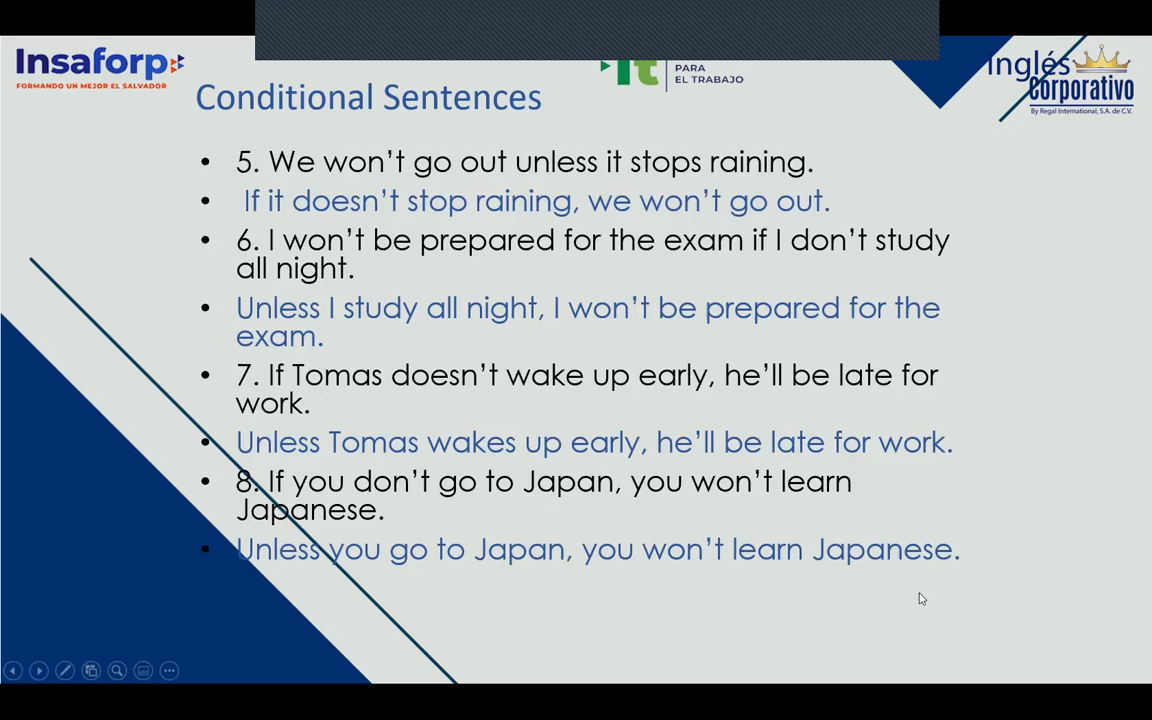 Insaforp
FORMANDO UN MEJOR EL SALVADOR
PARA
EL TRABAJO
Inglés
Corporativo
By Regal International, S.A. de C.V.
Conditional Sentences
• 5. We won’t go out unless it stops raining.
• If it doesn’t stop raining, we won’t go out.
• 6. I won’t be prepared for the exam if I don’t study
all night.
• Unless I study all night, I won’t be prepared for the
exam.
• 7. If Tomas doesn’t wake up early, he’ll be late for
work.
• Unless Tomas wakes up early, he’ll be late for work.
• 8. If you don’t go to Japan, you won’t learn
Japanese.
• Unless you go to Japan, you won’t learn Japanese.